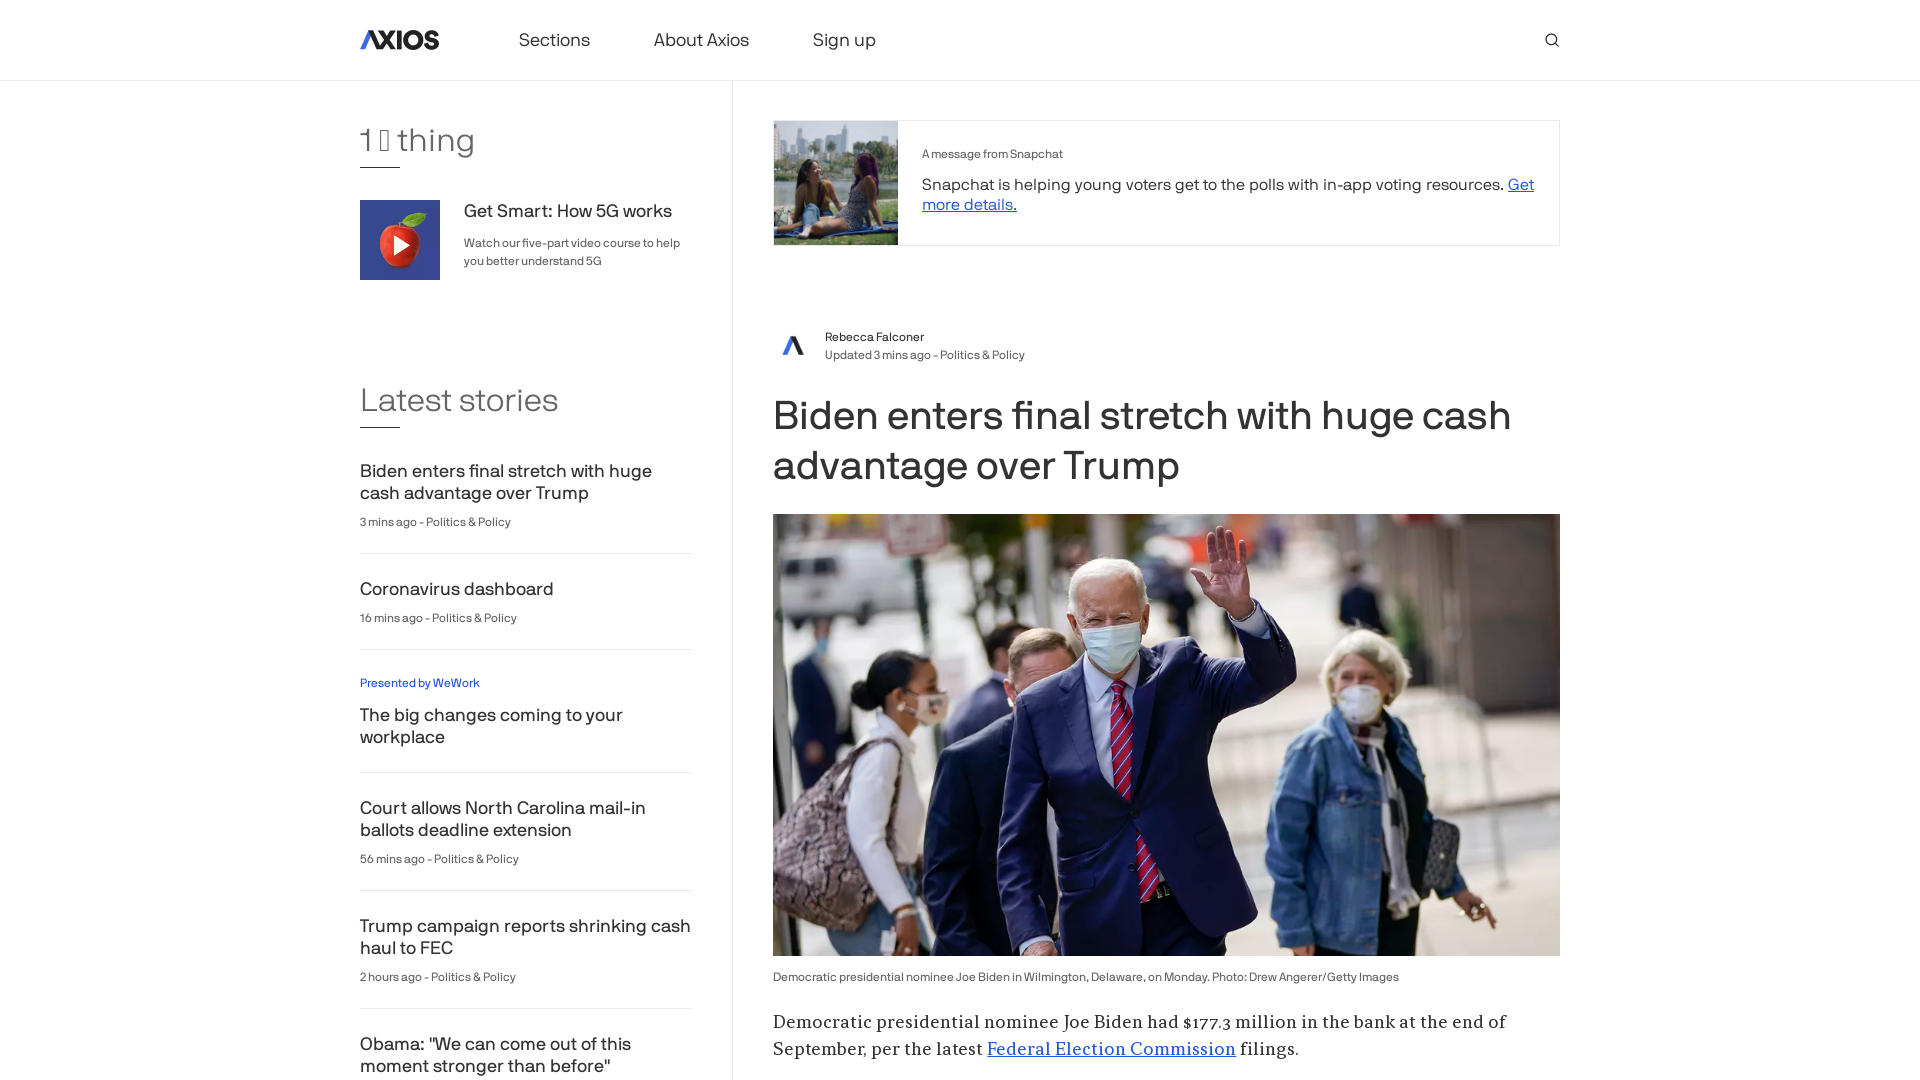 AXIOS
Sections
About Axios
Sign up
1 thing
Get Smart: How 5G works
Watch our five-part video course to help
you better understand 5G
Latest stories
Biden enters final stretch with huge
cash advantage over Trump
3 mins ago - Politics & Policy
Coronavirus dashboard
16 mins ago - Politics & Policy
Presented by WeWork
The big changes coming to your
workplace
Court allows North Carolina mail-in
ballots deadline extension
56 mins ago - Politics & Policy
Trump campaign reports shrinking cash
haul to FEC
2 hours ago - Politics & Policy
Obama: "We can come out of this
moment stronger than before"
A message from Snapchat
Snapchat is helping young voters get to the polls with in-app voting resources. Get
more details.
Rebecca Falconer
Updated 3 mins ago - Politics & Policy
Biden enters final stretch with huge cash
advantage over Trump
Democratic presidential nominee Joe Biden in Wilmington, Delaware, on Monday. Photo: Drew Angerer/Getty Images
Democratic presidential nominee Joe Biden had $177.3 million in the bank at the end of
September, per the latest Federal Election Commission filings.